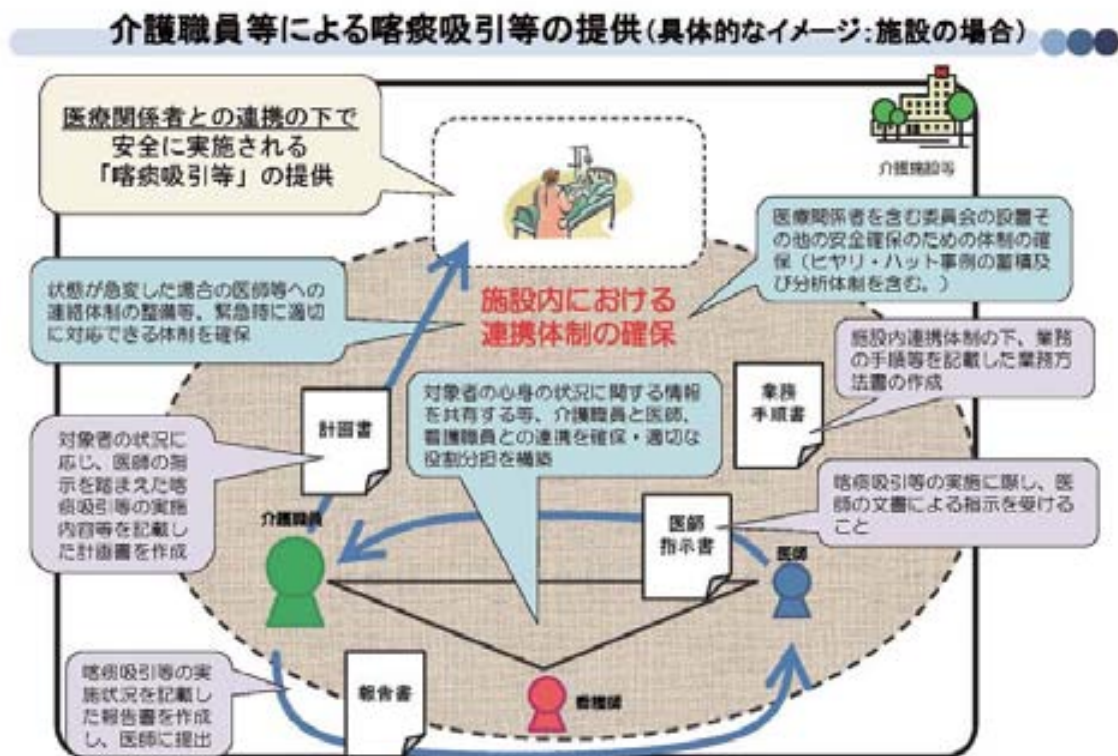 介護職員等による喀痰吸引等の提供(具体的なイメージ:施設の場合)
医療関係者との連携の下で
安全に実施される
「喀痰吸引等」の提供
介護施設等
医療関係者を含む委員会の設置そ
の他の安全確保のための体制の確
保(ヒヤリ・ハット事例の蓄積及
び分析体制を含む。)
状態が急変した場合の医師等への
連絡体制の整備等、緊急時に適切
に対応できる体制を確保
施設内における
連携体制の確保
施設内連携体制の下、業務
の手順等を記載した業務方
法書の作成
計画書
対象者の心身の状況に関する情報
を共有する等、介護職員と医師、
看護職員との連携を確保・適切な
役割分担を構築
業務
手順書
対象者の状況に
応じ、医師の指
示を踏まえた喀
痰吸引等の実施
内容等を記載し
た計画書を作成
喀痰吸引等の実施に際し、医
師の文書による指示を受けるこ
と
介護職員
医師
指示書
医師
喀痰吸引等の実
施状況を記載し
た報告書を作成
し、医師に提出
報告書
看護師